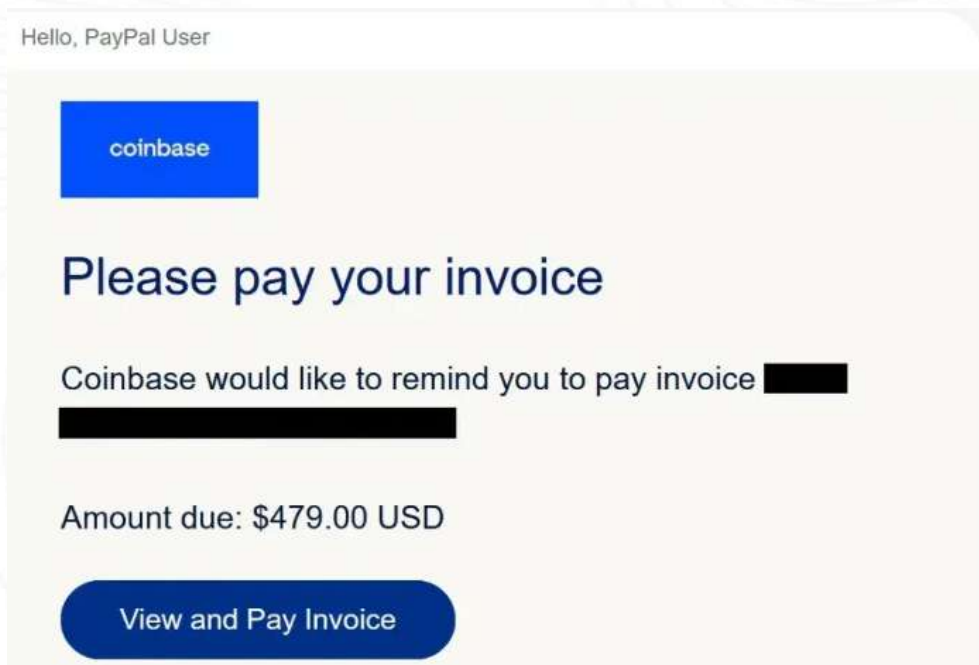 Hello, PayPal User
coinbase
Please pay your invoice
Coinbase would like to remind you to pay invoice
Amount due: $479.00 USD
View and Pay Invoice